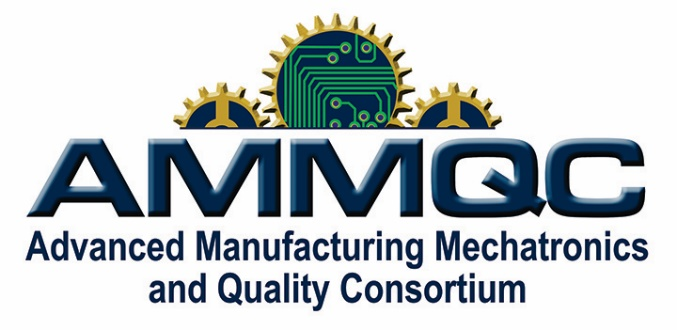 AMMQC
Advanced Manufacturing Mechatronics
and Quality Consortium